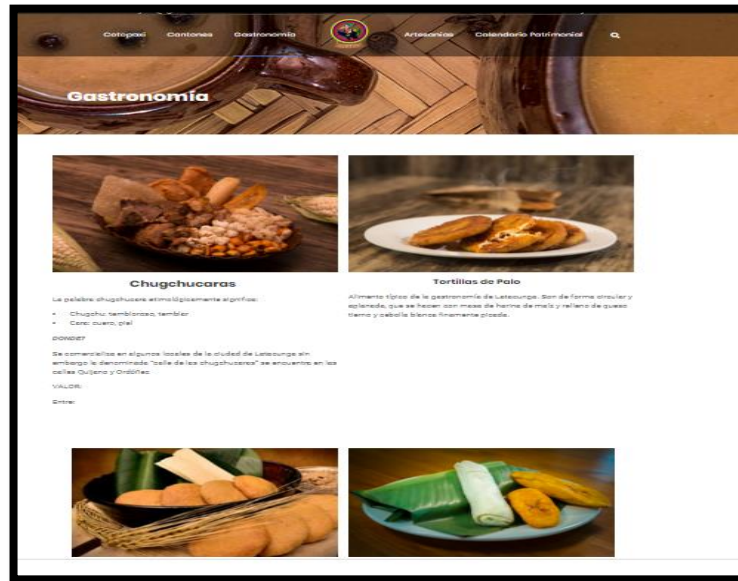 Cotopaxi Cantones Gastronomía Artesanías Calendario Patrimonial
Gastronomía
Chugchucaras
La palabra chugchucara etimológicamente significa:
• Chugchu: tembloroso, temblar
• Cara: cuero, piel
DONDE?
Se comercializa en algunos locales de la ciudad de Latacunga sin
embargo la denominada "calle de las chugchucaras" se encuentra en las
calles Quijano y Ordóñez
VALOR:
Entre:
Tortillas de Palo
Alimento típico de la gastronomía de Latacunga. Son de forma circular y
aplanada, que se hacen con masa de harina de maíz y relleno de queso
tierno y cebolla blanca finamente picada.